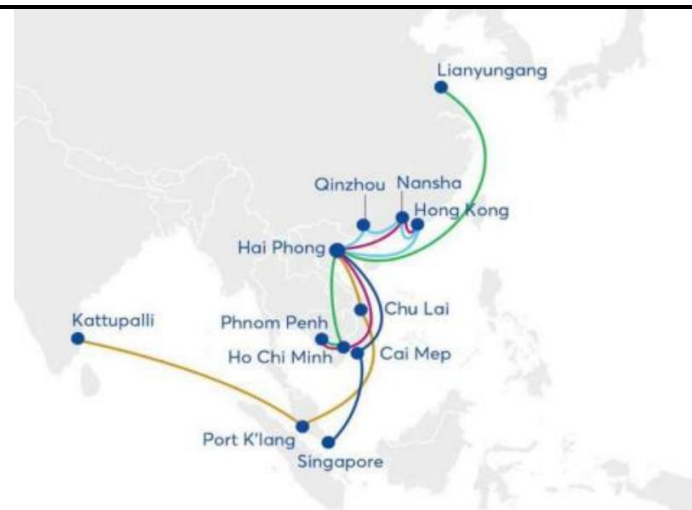 Lianyungang
Qinzhou
Nansha
Hong Kong
Hai Phong
Chu Lai
Kattupalli
Phnom Penh
Ho Chi Minh
Cai Mep
Port K'lang
Singapore